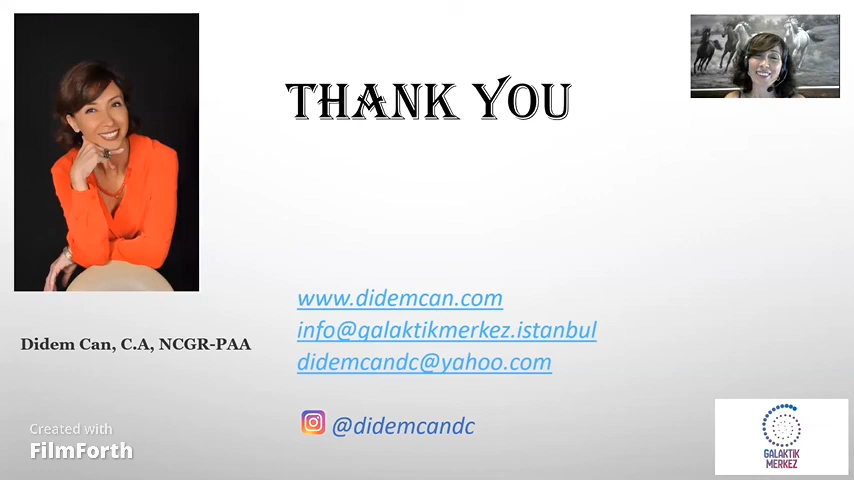 THANK YOU
www.didemcan.com
info@galaktikmerkez.istanbul
didemcandc@yahoo.com
Didem Can, C.A, NCGR-PAA
@didemcandc
Created with
FilmForth
GALAKTIK
MERKEZ